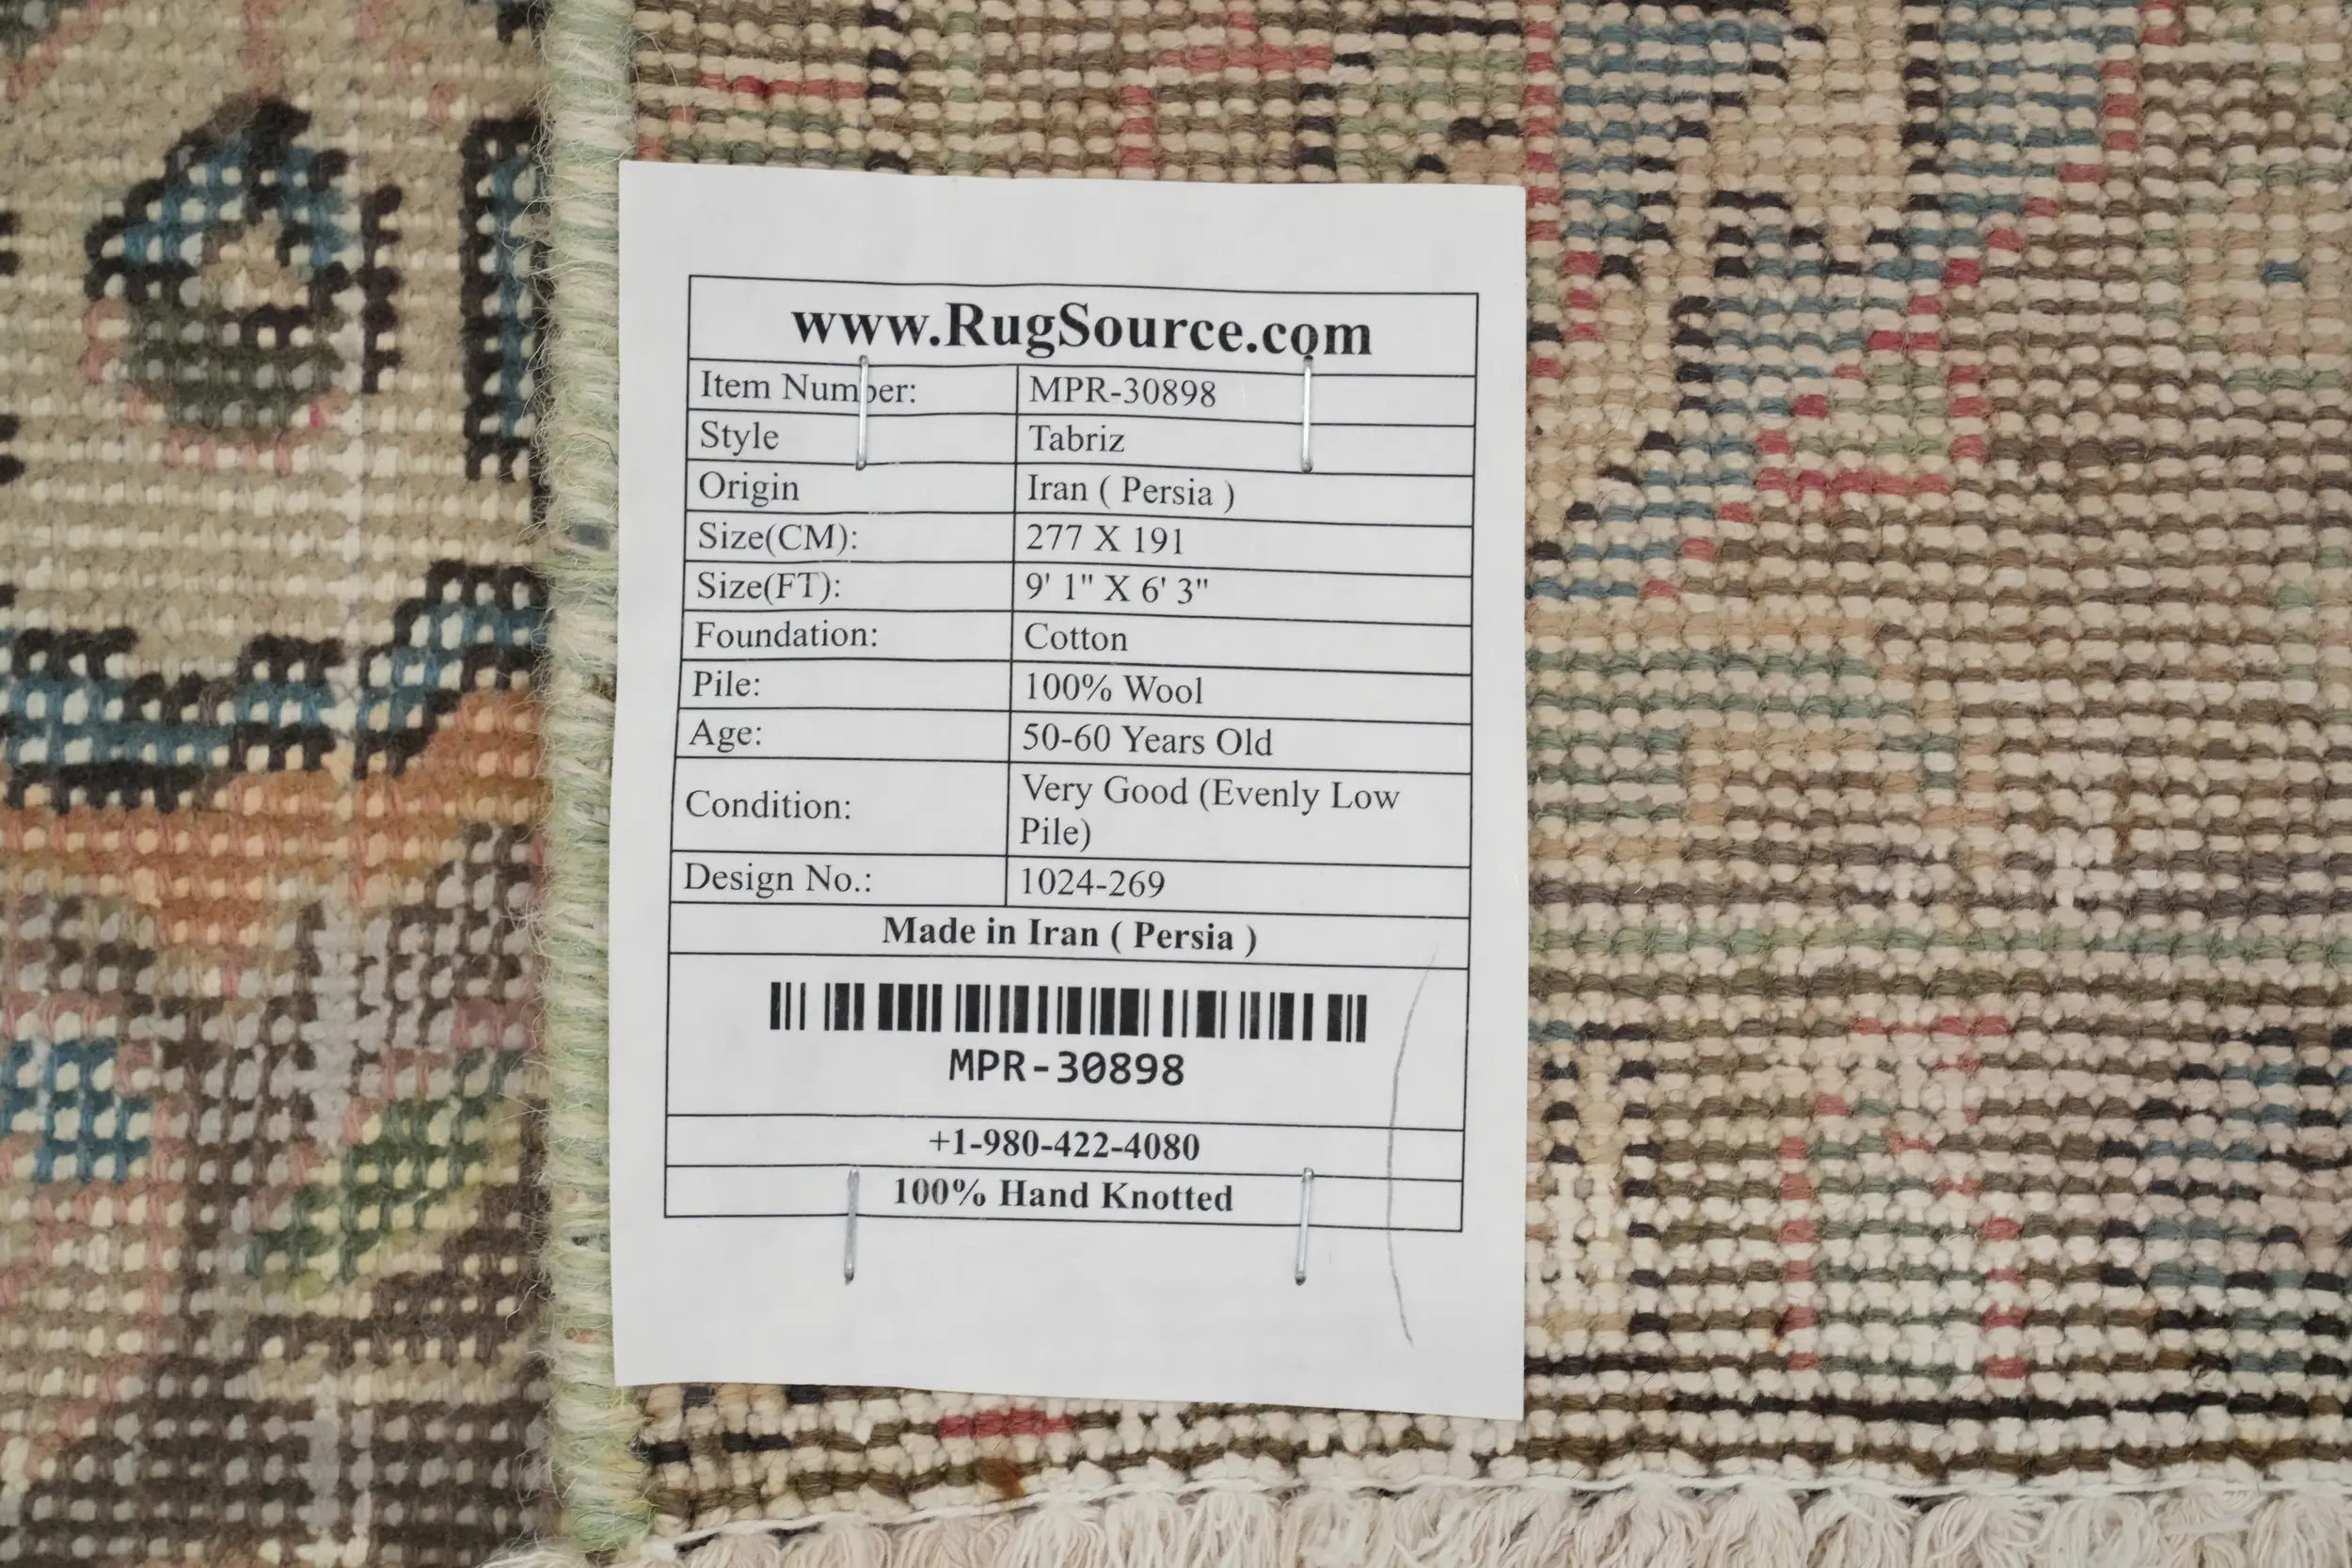 www.RugSource.com
Item Number: MPR-30898
Style Tabriz
Origin Iran ( Persia )
Size(CM): 277 X 191
Size(FT): 9' 1" X 6' 3"
Foundation: Cotton
Pile: 100% Wool
Age: 50-60 Years Old
Condition: Very Good (Evenly Low
Pile)
Design No.: 1024-269
Made in Iran ( Persia )
MPR-30898
+1-980-422-4080
100% Hand Knotted